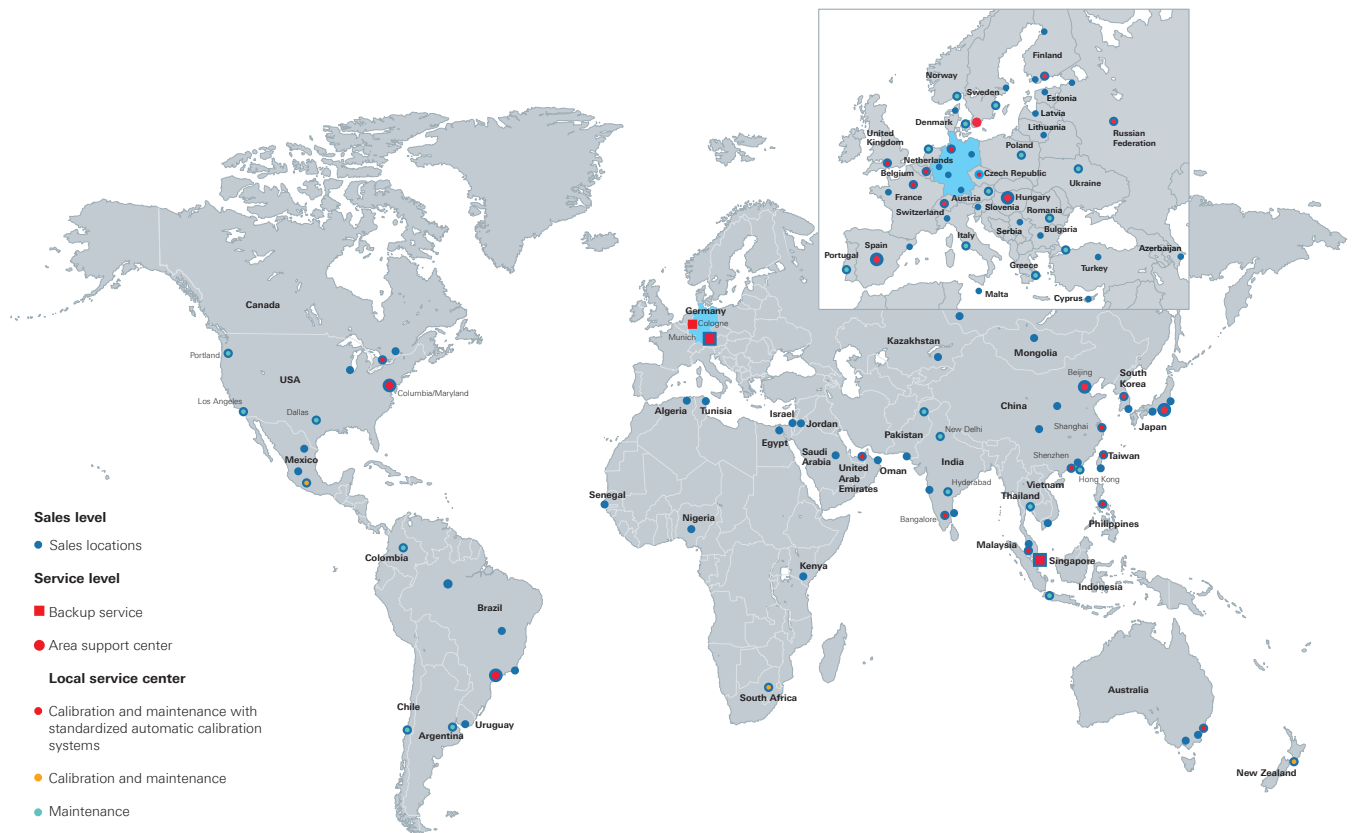 Finland
Norway
Sweden
Estonia
Latvia
Lithuania
Denmark
United
Kingdom
Russian
Federation
Poland
Netherlands
Belgium
Czech Republic
Ukraine
France
Austria
Hungary
Switzerland
Slovenia
Romania
Serbia
Bulgaria
Italy
Spain
Portugal
Greece
Turkey
Azerbaijan
Malta
Cyprus
Canada
Portland
USA
Los Angeles
Dallas
Columbia/Maryland
Mexico
Germany
Cologne
Munich
Kazakhstan
Mongolia
Beijing
South
Korea
Algeria
Tunisia
Israel
Jordan
Egypt
China
Japan
Shanghai
Pakistan
New Delhi
Saudi
Arabia
United
Arab
Emirates
Oman
India
Shenzhen
Taiwan
Hong Kong
Hyderabad
Vietnam
Thailand
Bangalore
Philippines
Senegal
Nigeria
Kenya
Malaysia
Singapore
Indonesia
Colombia
Brazil
Chile
Uruguay
Argentina
South Africa
Australia
New Zealand
Sales level
Sales locations
Service level
Backup service
Area support center
Local service center
Calibration and maintenance with
standardized automatic calibration
systems
Calibration and maintenance
Maintenance